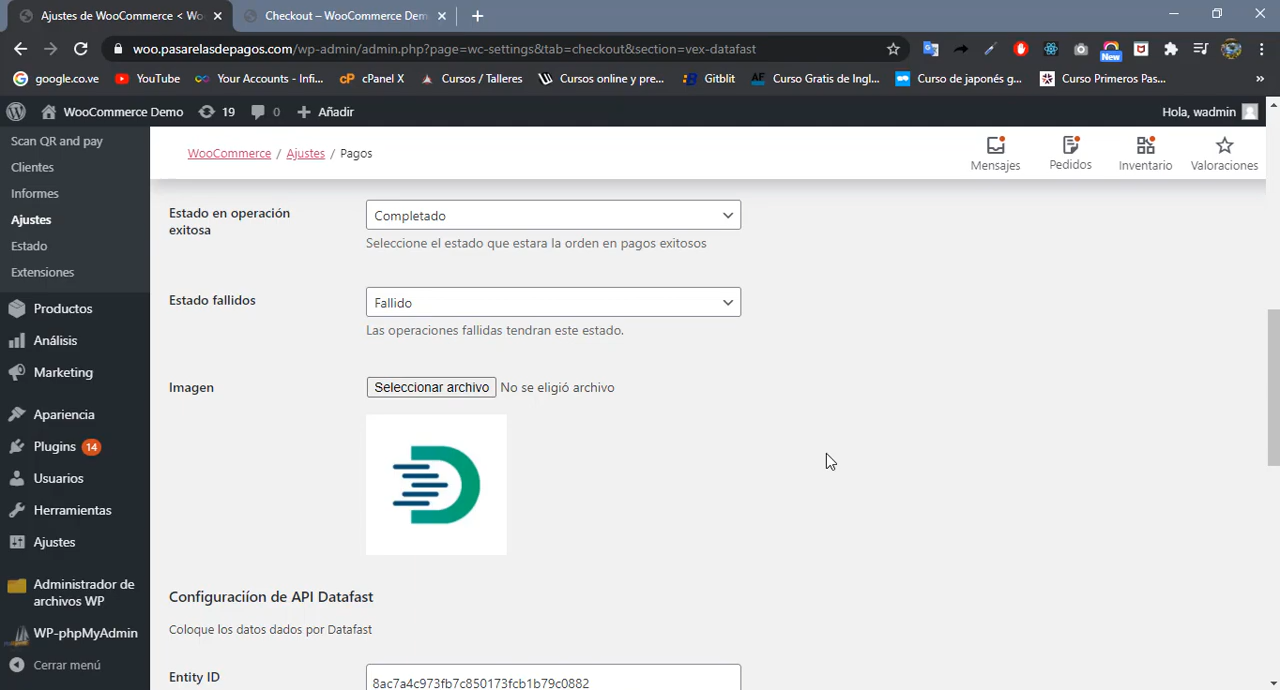 Ajustes de WooCommerce < Wo
Checkout – WooCommerce Dem
woo.pasarelasdepagos.com/wp-admin/admin.php?page=wc-settings&tab=checkout&section=vex-datafast
New
google.co.ve
YouTube
Your Accounts - Infi...
cPanel X
Cursos / Talleres
Cursos online y pre...
Gitblit
Curso Gratis de Ingl...
Curso de japonés g...
Curso Primeros Pas...
»
WooCommerce Demo
19
0
Añadir
Hola, wadmin
Scan QR and pay
Clientes
Informes
Ajustes
Estado
Extensiones
Productos
Análisis
Marketing
Apariencia
Plugins 14
Usuarios
Herramientas
Ajustes
Administrador de
archivos WP
WP-phpMyAdmin
Cerrar menú
WooCommerce / Ajustes / Pagos
Mensajes
Pedidos
Inventario
Valoraciones
Estado en operación
exitosa
Completado
Seleccione el estado que estara la orden en pagos exitosos
Estado fallidos
Fallido
Las operaciones fallidas tendran este estado.
Imagen
Seleccionar archivo No se eligió archivo
Configuraciíon de API Datafast
Coloque los datos dados por Datafast
Entity ID
8ac7a4c973fb7c850173fcb1b79c0882